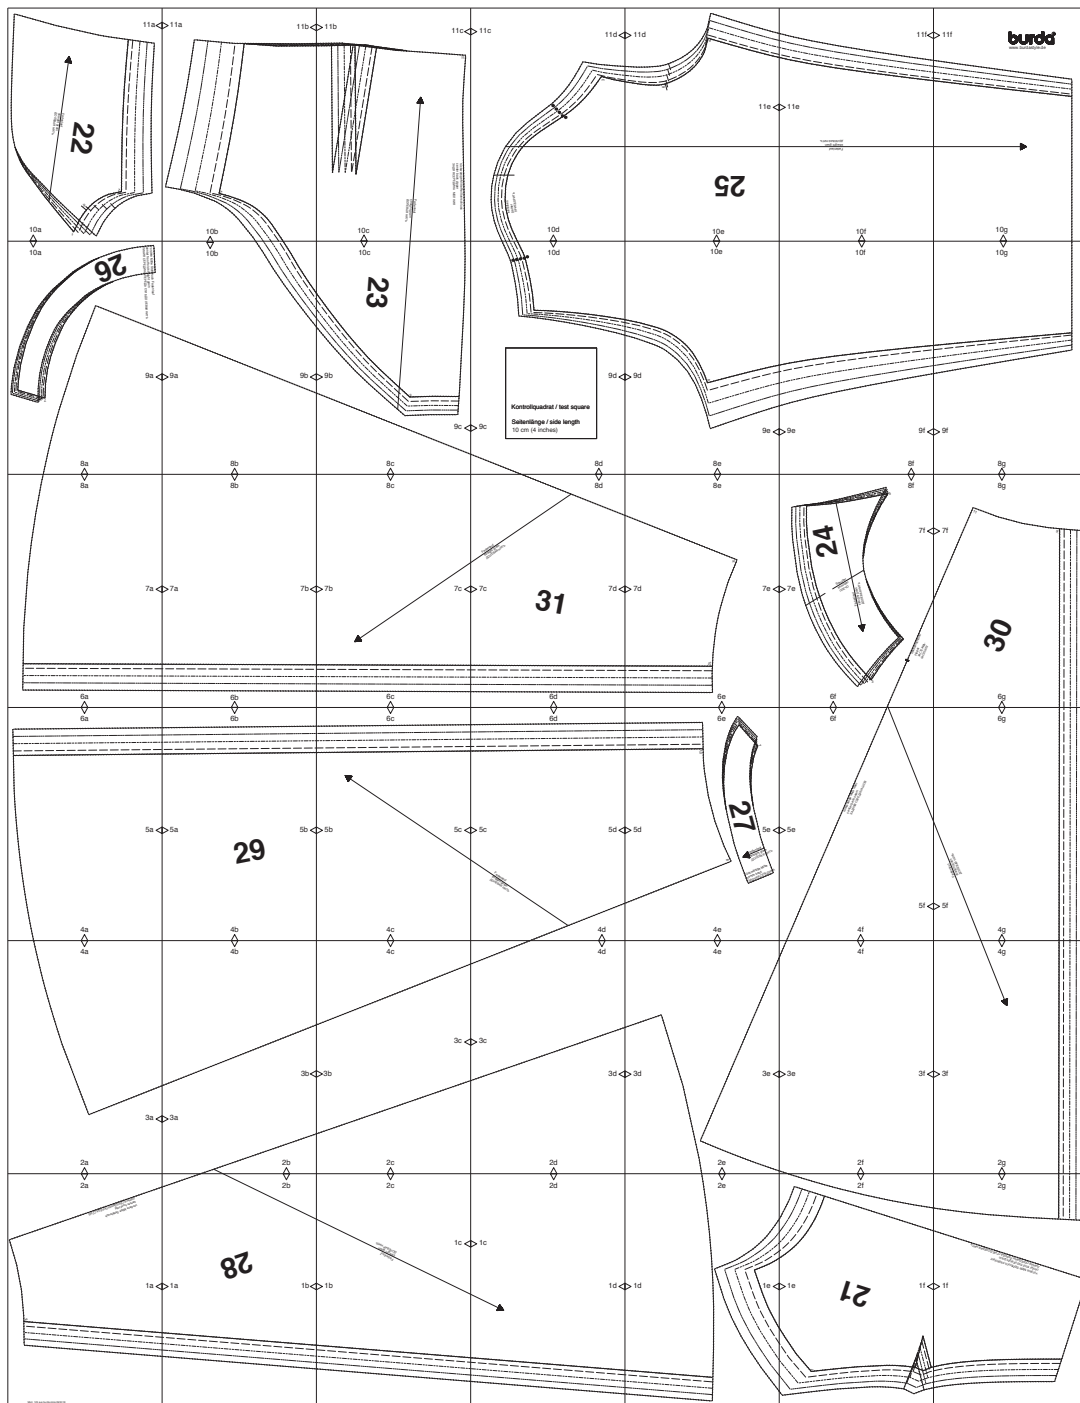 11a 11a
11b 11b
11c 11c
11d 11d
11f 11f
burda
22
11e 11e
25
10a
10b
10c
10d
10e
10f
10g
10a
10b
10c
10d
10e
10f
10g
26
23
9a 9a
9b 9b
9d 9d
Kontrollquadrat / test square
Seitenlänge / side length
10 cm (4 inches)
9c 9c
9e 9e
9f 9f
8a
8b
8c
8d
8e
8f
8g
8a
8b
8c
8d
8e
8f
8g
7f 7f
24
7a 7a
7b 7b
7c 7c
7d 7d
7e 7e
31
30
6a
6b
6c
6d
6e
6f
6g
6a
6b
6c
6d
6e
6f
6g
27
5a 5a
5b 5b
5c 5c
5d 5d
5e 5e
29
5f 5f
4a
4b
4c
4d
4e
4f
4g
4a
4b
4c
4d
4e
4f
4g
3c 3c
3b 3b
3d 3d
3e 3e
3f 3f
3a 3a
2a
2b
2c
2d
2e
2f
2g
2a
2b
2c
2d
2e
2f
2g
1c 1c
28
1a 1a
1b 1b
1d 1d
1e 1e
1f 1f
21